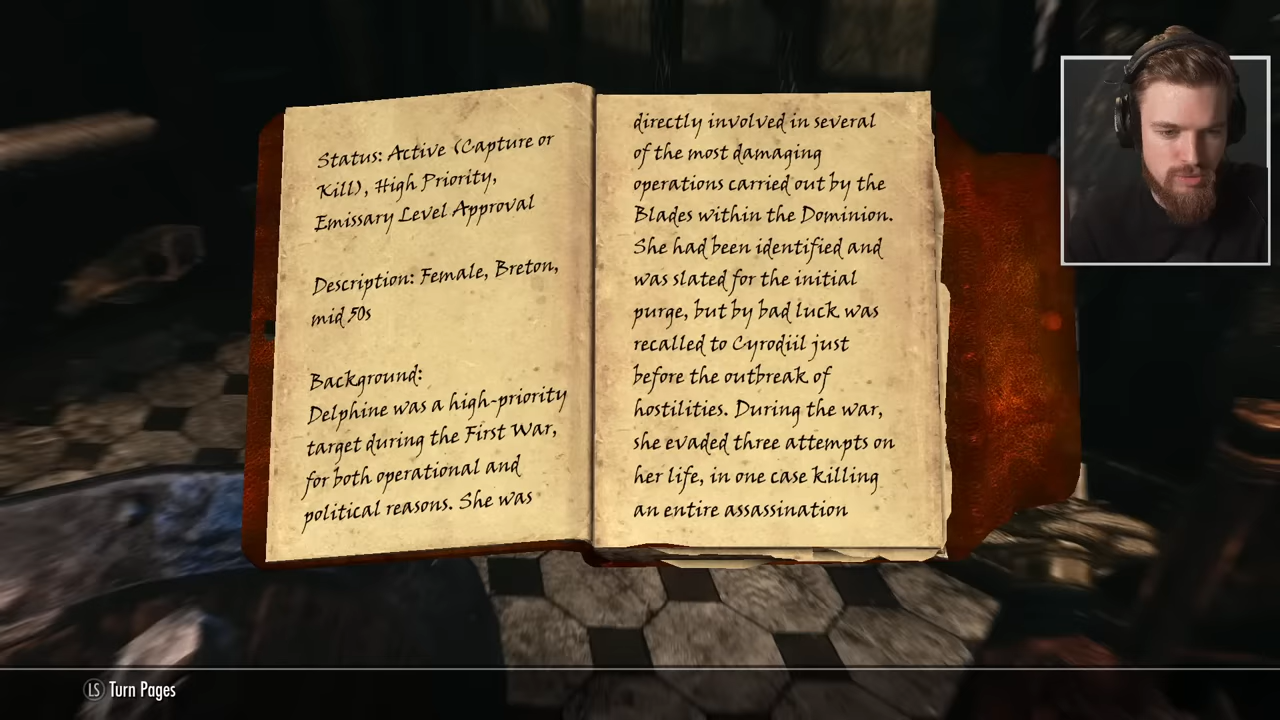 Status: Active (Capture or
Kill), High Priority,
Emissary Level Approval
Description: Female, Breton,
mid 50s
Background:
Delphine was a high-priority
target during the First War,
for both operational and
political reasons. She was
directly involved in several
of the most damaging
operations carried out by the
Blades within the Dominion.
She had been identified and
was slated for the initial
purge, but by bad luck was
recalled to Cyrodiil just
before the outbreak of
hostilities. During the war,
she evaded three attempts on
her life, in one case killing
an entire assassination
LS Turn Pages